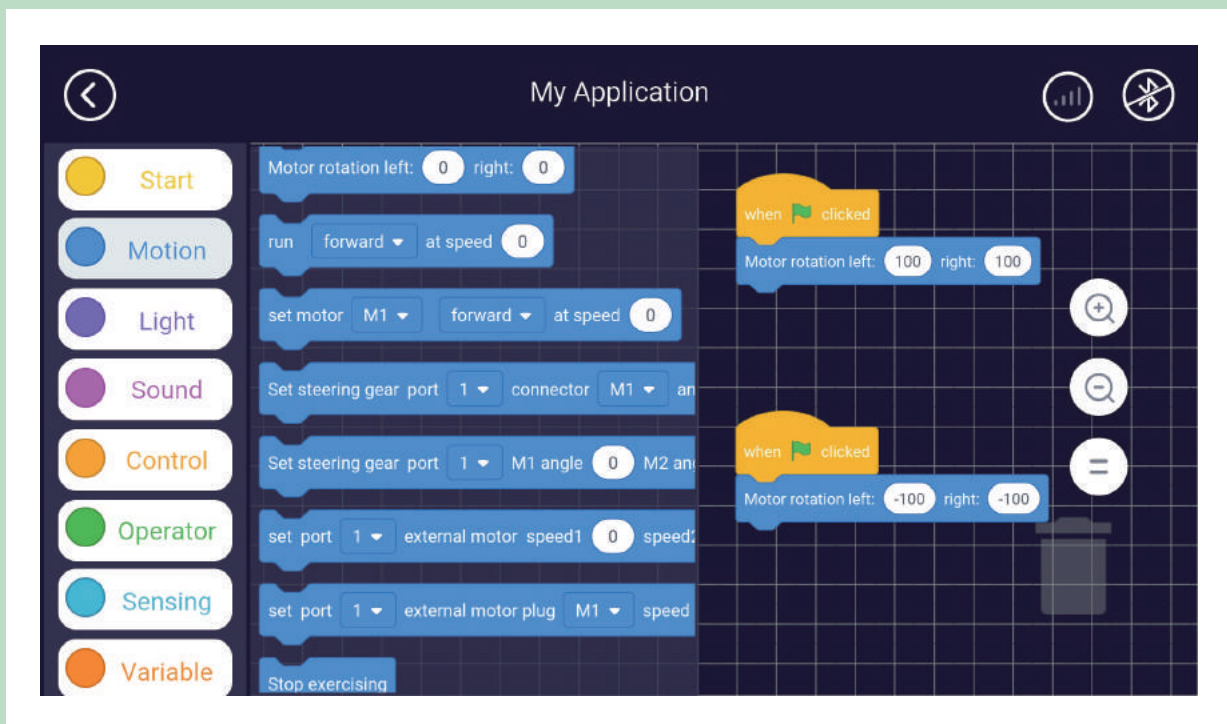 My Application
Start
Motion
Light
Sound
Control
Operator
Sensing
Variable
Motor rotation left: 0 right: 0
run forward at speed 0
set motor M1 forward at speed 0
Set steering gear port 1 connector M1 an
Set steering gear port 1 M1 angle 0 M2 an
set port 1 external motor speed1 0 speed
set port 1 external motor plug M1 speed
Stop exercising
when clicked
Motor rotation left: 100 right: 100
when clicked
Motor rotation left: -100 right: -100